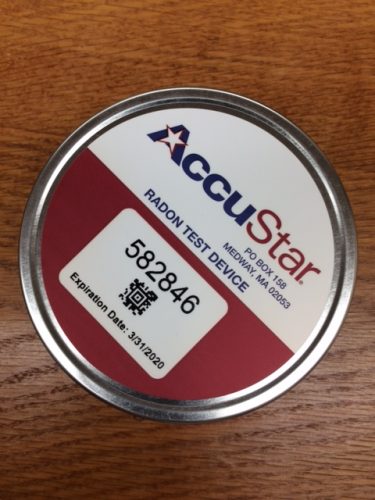 AccuStar
RADON TEST DEVICE
PO BOX 158
MEDWAY, MA 02053
582846
Expiration Date: 3/31/2020